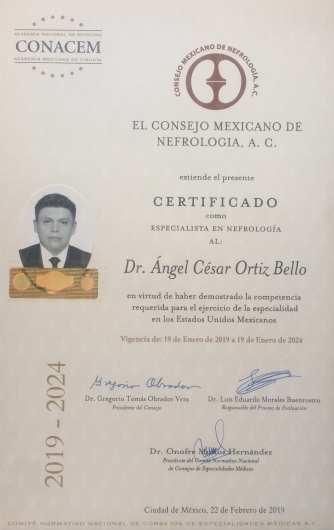 ACADEMIA NACIONAL DE MEDICINA
CONACEM
ACADEMIA MEXICANA DE CIRUGÍA
CONSEJO MEXICANO DE NEFROLOGÍA, A.C.
EL CONSEJO MEXICANO DE
NEFROLOGIA, A. C.
extiende el presente
CERTIFICADO
como
ESPECIALISTA EN NEFROLOGÍA
AL:
Dr. Ángel César Ortiz Bello
en virtud de haber demostrado la competencia
requerida para el ejercicio de la especialidad
en los Estados Unidos Mexicanos
Vigencia de: 19 de Enero de 2019 a 19 de Enero de 2024
2019 - 2024
Gregorio Obrador
Dr. Gregorio Tomás Obrador Vera
Presidente del Consejo
Dr. Luis Eduardo Morales Buenrostro
Responsable del Proceso de Evaluación
Dr. Onofre Muñoz Hernández
Presidente del Comité Normativo Nacional
de Consejos de Especialidades Médicas
Ciudad de México, 22 de Febrero de 2019
COMITÉ NORMATIVO NACIONAL DE CONSEJOS DE ESPECIALIDADES MÉDICAS A.C.